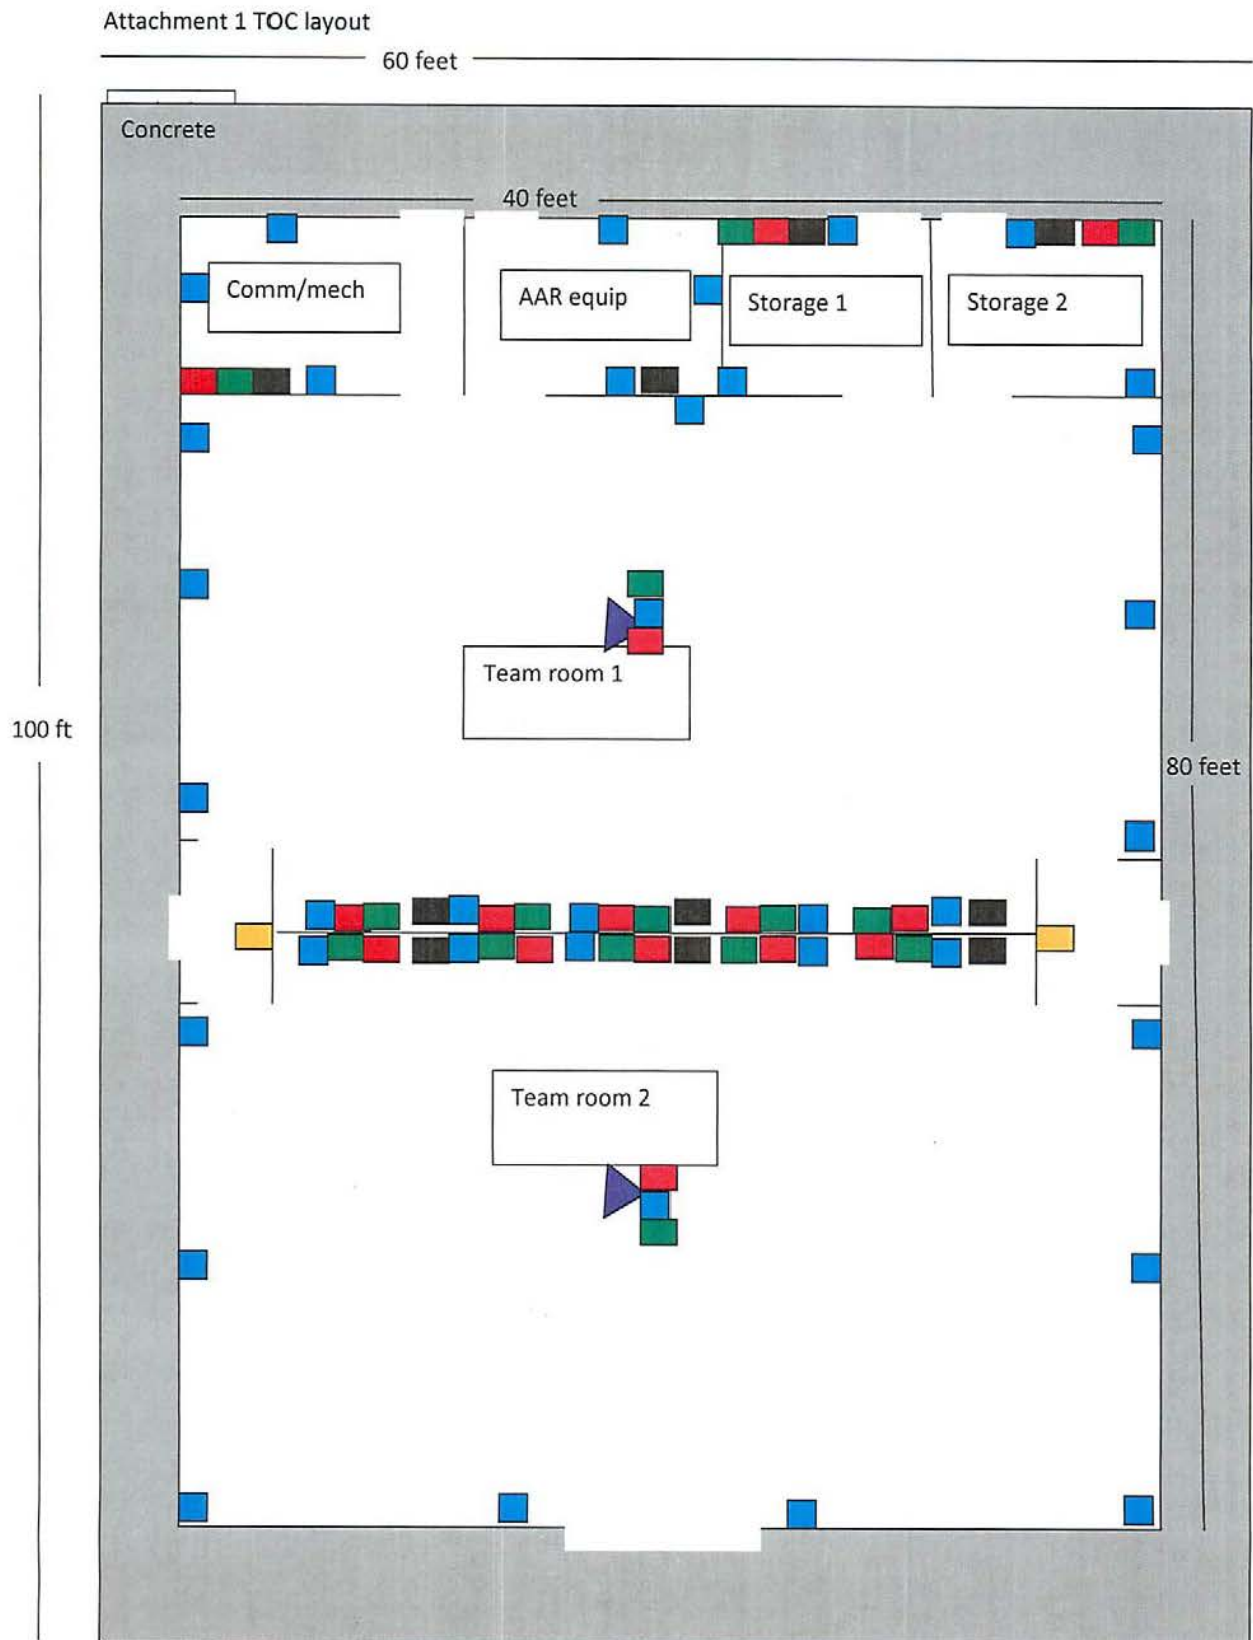 Attachment 1 TOC layout
60 feet
Concrete
40 feet
Comm/mech
AAR equip
Storage 1
Storage 2
Team room 1
100 ft
80 feet
Team room 2